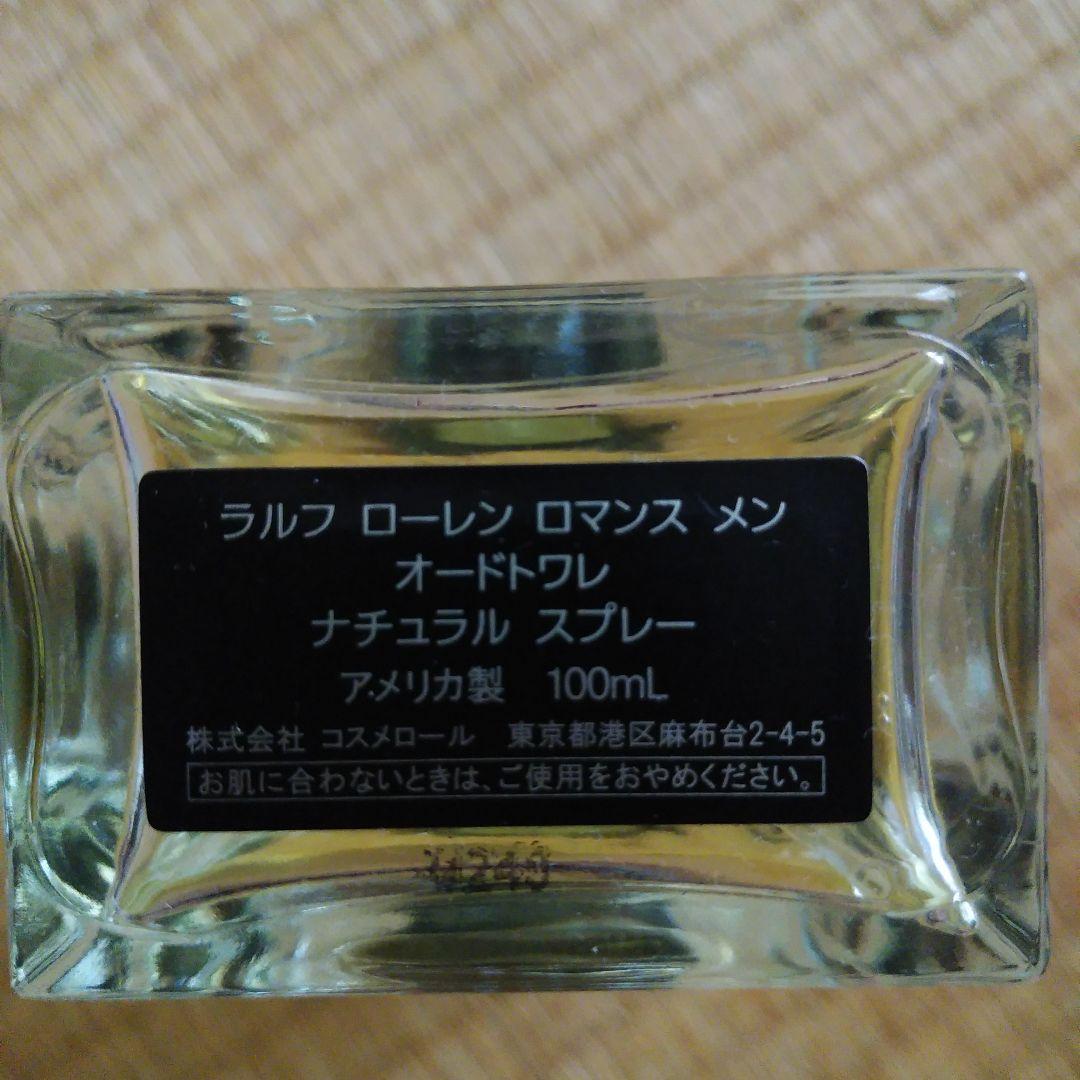 ラルフ ローレン ロマンス メン
オードトワレ
ナチュラル スプレー
アメリカ製 100mL
株式会社 コスメロール 東京都港区麻布台2-4-5
お肌に合わないときは、ご使用をおやめください。